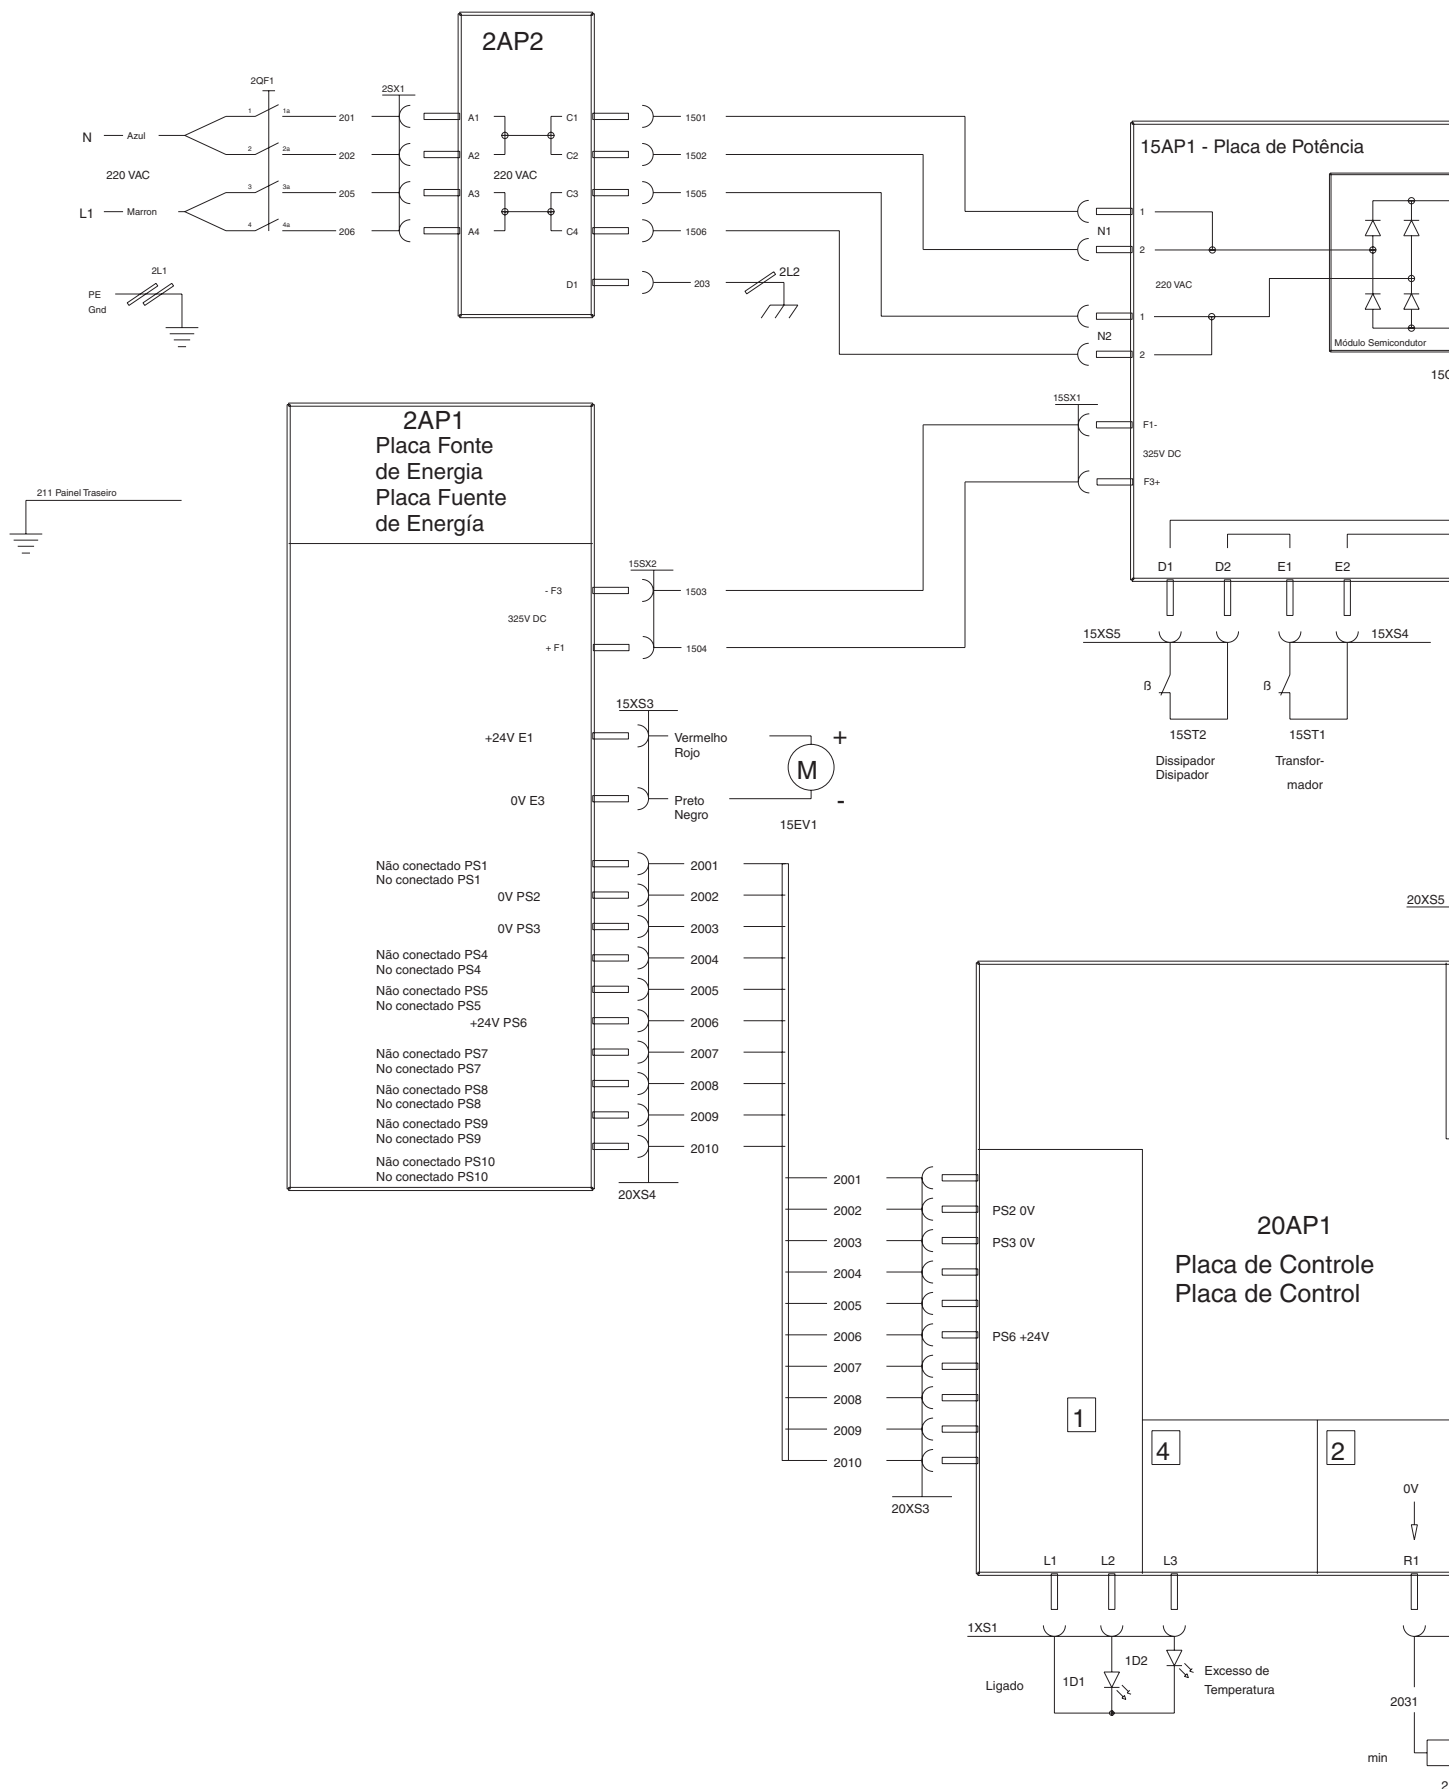 2AP2
2QF1
2SX1
1
1a
201
A1
C1
1501
N
Azul
2
2a
202
A2
C2
1502
220 VAC
220 VAC
3
3a
205
A3
C3
1505
L1
Marron
4
4a
206
A4
C4
1506
2L1
PE
Gnd
D1
203
2L2
15AP1 - Placa de Potência
1
N1
2
220 VAC
1
N2
2
Módulo Semicondutor
15SX1
F1-
325V DC
F3+
D1
D2
E1
E2
15XS5
15XS4
ß
ß
15ST2
15ST1
Dissipador
Disipador
Transfor-
mador
211 Painel Traseiro
2AP1
Placa Fonte
de Energia
Placa Fuente
de Energía
15SX2
- F3
1503
325V DC
+ F1
1504
15XS3
+24V E1
Vermelho
Rojo
+
M
0V E3
Preto
Negro
-
15EV1
Não conectado PS1
No conectado PS1
2001
0V PS2
2002
0V PS3
2003
Não conectado PS4
No conectado PS4
2004
Não conectado PS5
No conectado PS5
2005
+24V PS6
2006
Não conectado PS7
No conectado PS7
2007
Não conectado PS8
No conectado PS8
2008
Não conectado PS9
No conectado PS9
2009
Não conectado PS10
No conectado PS10
2010
20XS4
20XS5
2001
2002
PS2 0V
2003
PS3 0V
2004
2005
2006
PS6 +24V
2007
2008
2009
2010
20XS3
20AP1
Placa de Controle
Placa de Control
1
4
2
0V
L1
L2
L3
R1
1XS1
Ligado
1D1
1D2
Excesso de
Temperatura
2031
min